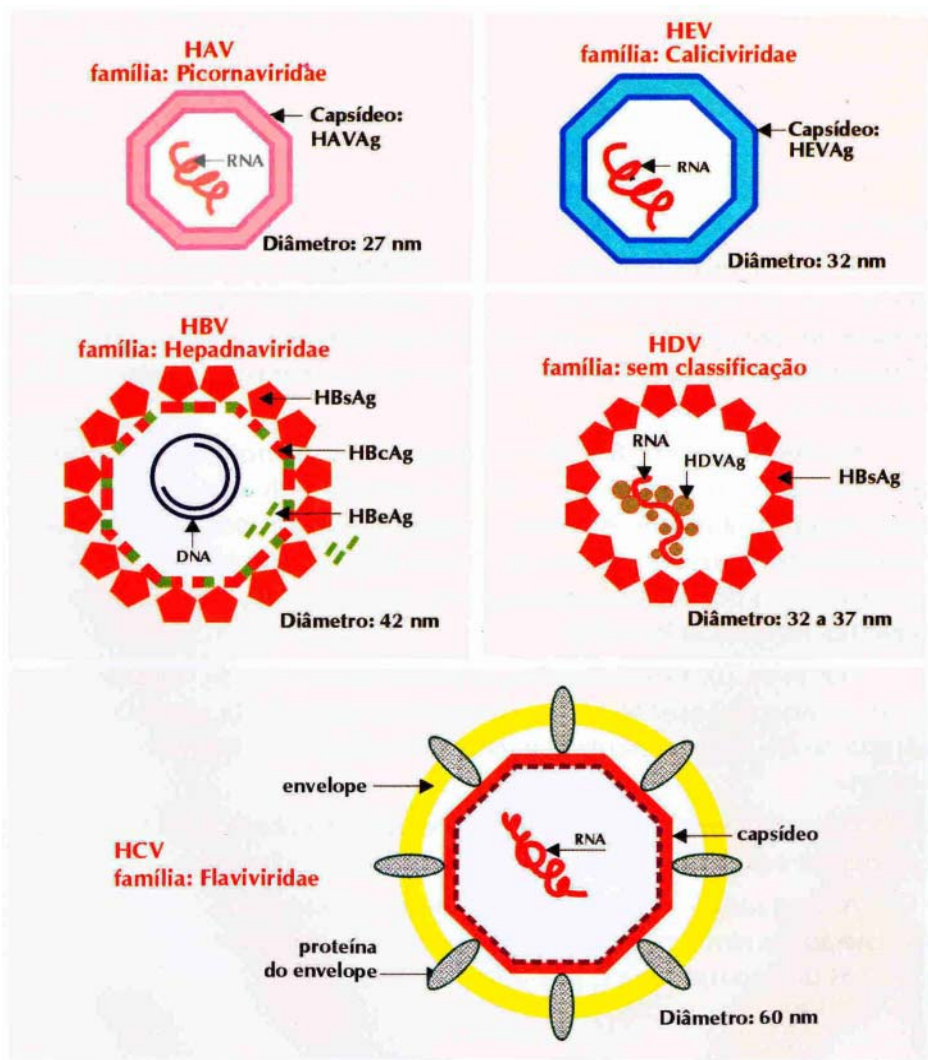 HAV
família: Picornaviridae
Capsídeo:
HAVAg
RNA
Diâmetro: 27 nm
HEV
família: Caliciviridae
Capsídeo:
HEVAg
RNA
Diâmetro: 32 nm
HBV
família: Hepadnaviridae
HBsAg
HBcAg
HBeAg
DNA
Diâmetro: 42 nm
HDV
família: sem classificação
RNA
HDVAg
HBsAg
Diâmetro: 32 a 37 nm
envelope
RNA
capsídeo
HCV
família: Flaviviridae
proteína
do envelope
Diâmetro: 60 nm